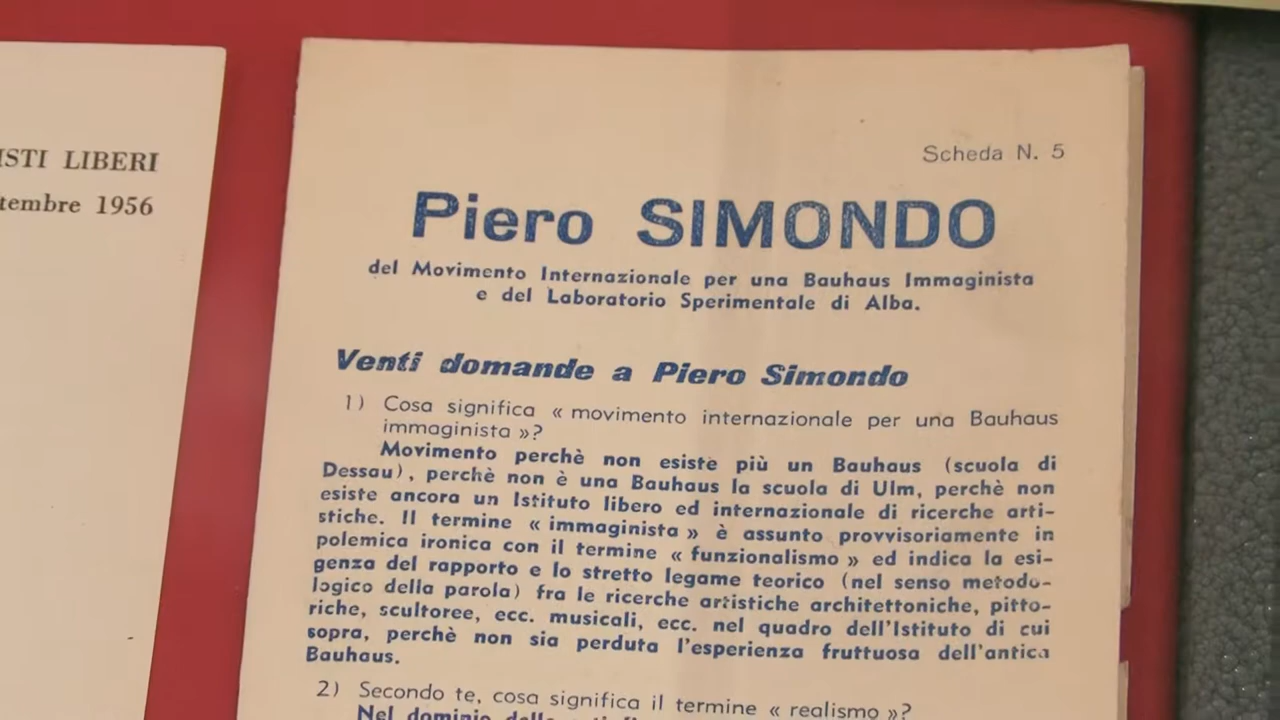 ISTI LIBERI
tembre 1956
Scheda N. 5
Piero SIMONDO
del Movimento Internazionale per una Bauhaus Immaginista
e del Laboratorio Sperimentale di Alba.
Venti domande a Piero Simondo
1) Cosa significa « movimento internazionale per una Bauhaus
immaginista »?
Movimento perchè non esiste più un Bauhaus (scuola di
Dessau), perchè non è una Bauhaus la scuola di Ulm, perchè non
esiste ancora un Istituto libero ed internazionale di ricerche arti-
stiche. Il termine « immaginista » è assunto provvisoriamente in
polemica ironica con il termine « funzionalismo » ed indica la esi-
genza del rapporto e lo stretto legame teorico (nel senso metodo-
logico della parola) fra le ricerche artistiche architettoniche, pitto-
riche, scultoree, ecc. musicali, ecc. nel quadro dell'Istituto di cui
sopra, perchè non sia perduta l'esperienza fruttuosa dell'antica
Bauhaus.
2) Secondo te, cosa significa il termine « realismo »?
Nel dominio